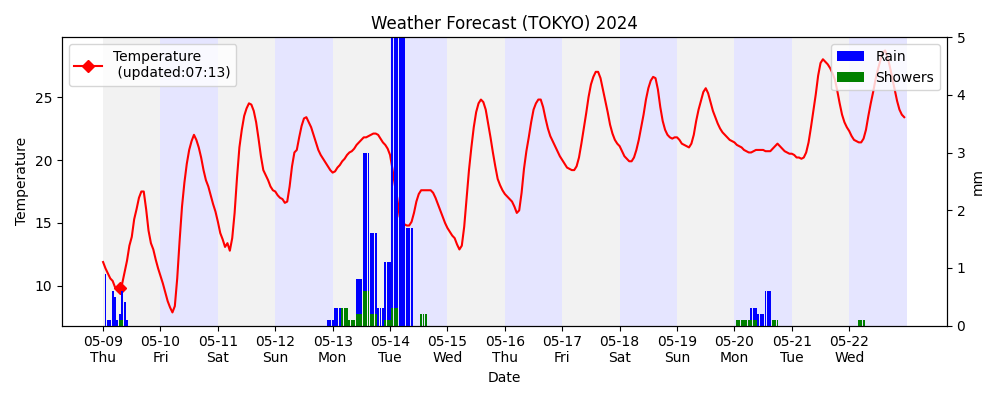 Weather Forecast (TOKYO) 2024
Temperature
(updated:07:13)
Rain
Showers
Temperature
25
20
15
10
5
4
3
2
1
0
mm
05-09 05-10 05-11 05-12 05-13 05-14 05-15 05-16 05-17 05-18 05-19 05-20 05-21 05-22
Thu Fri Sat Sun Mon Tue Wed Thu Fri Sat Sun Mon Tue Wed
Date